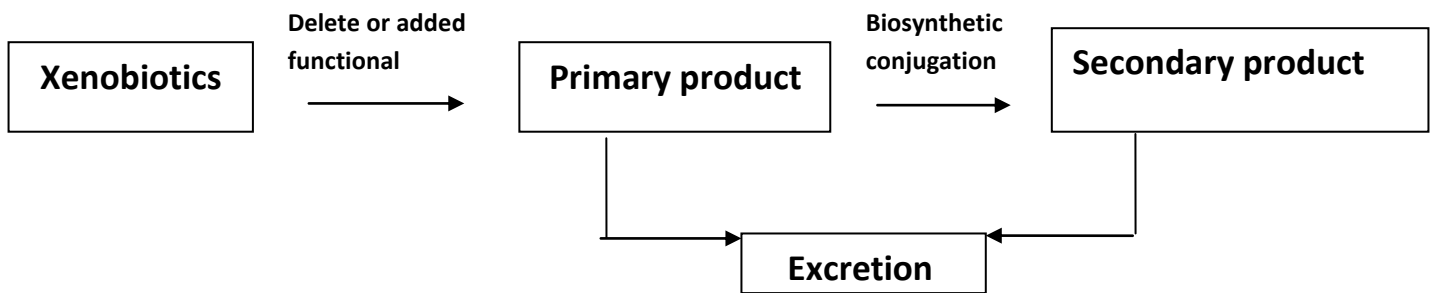 Xenobiotics
Delete or added
functional
Primary product
Biosynthetic
conjugation
Secondary product
Excretion